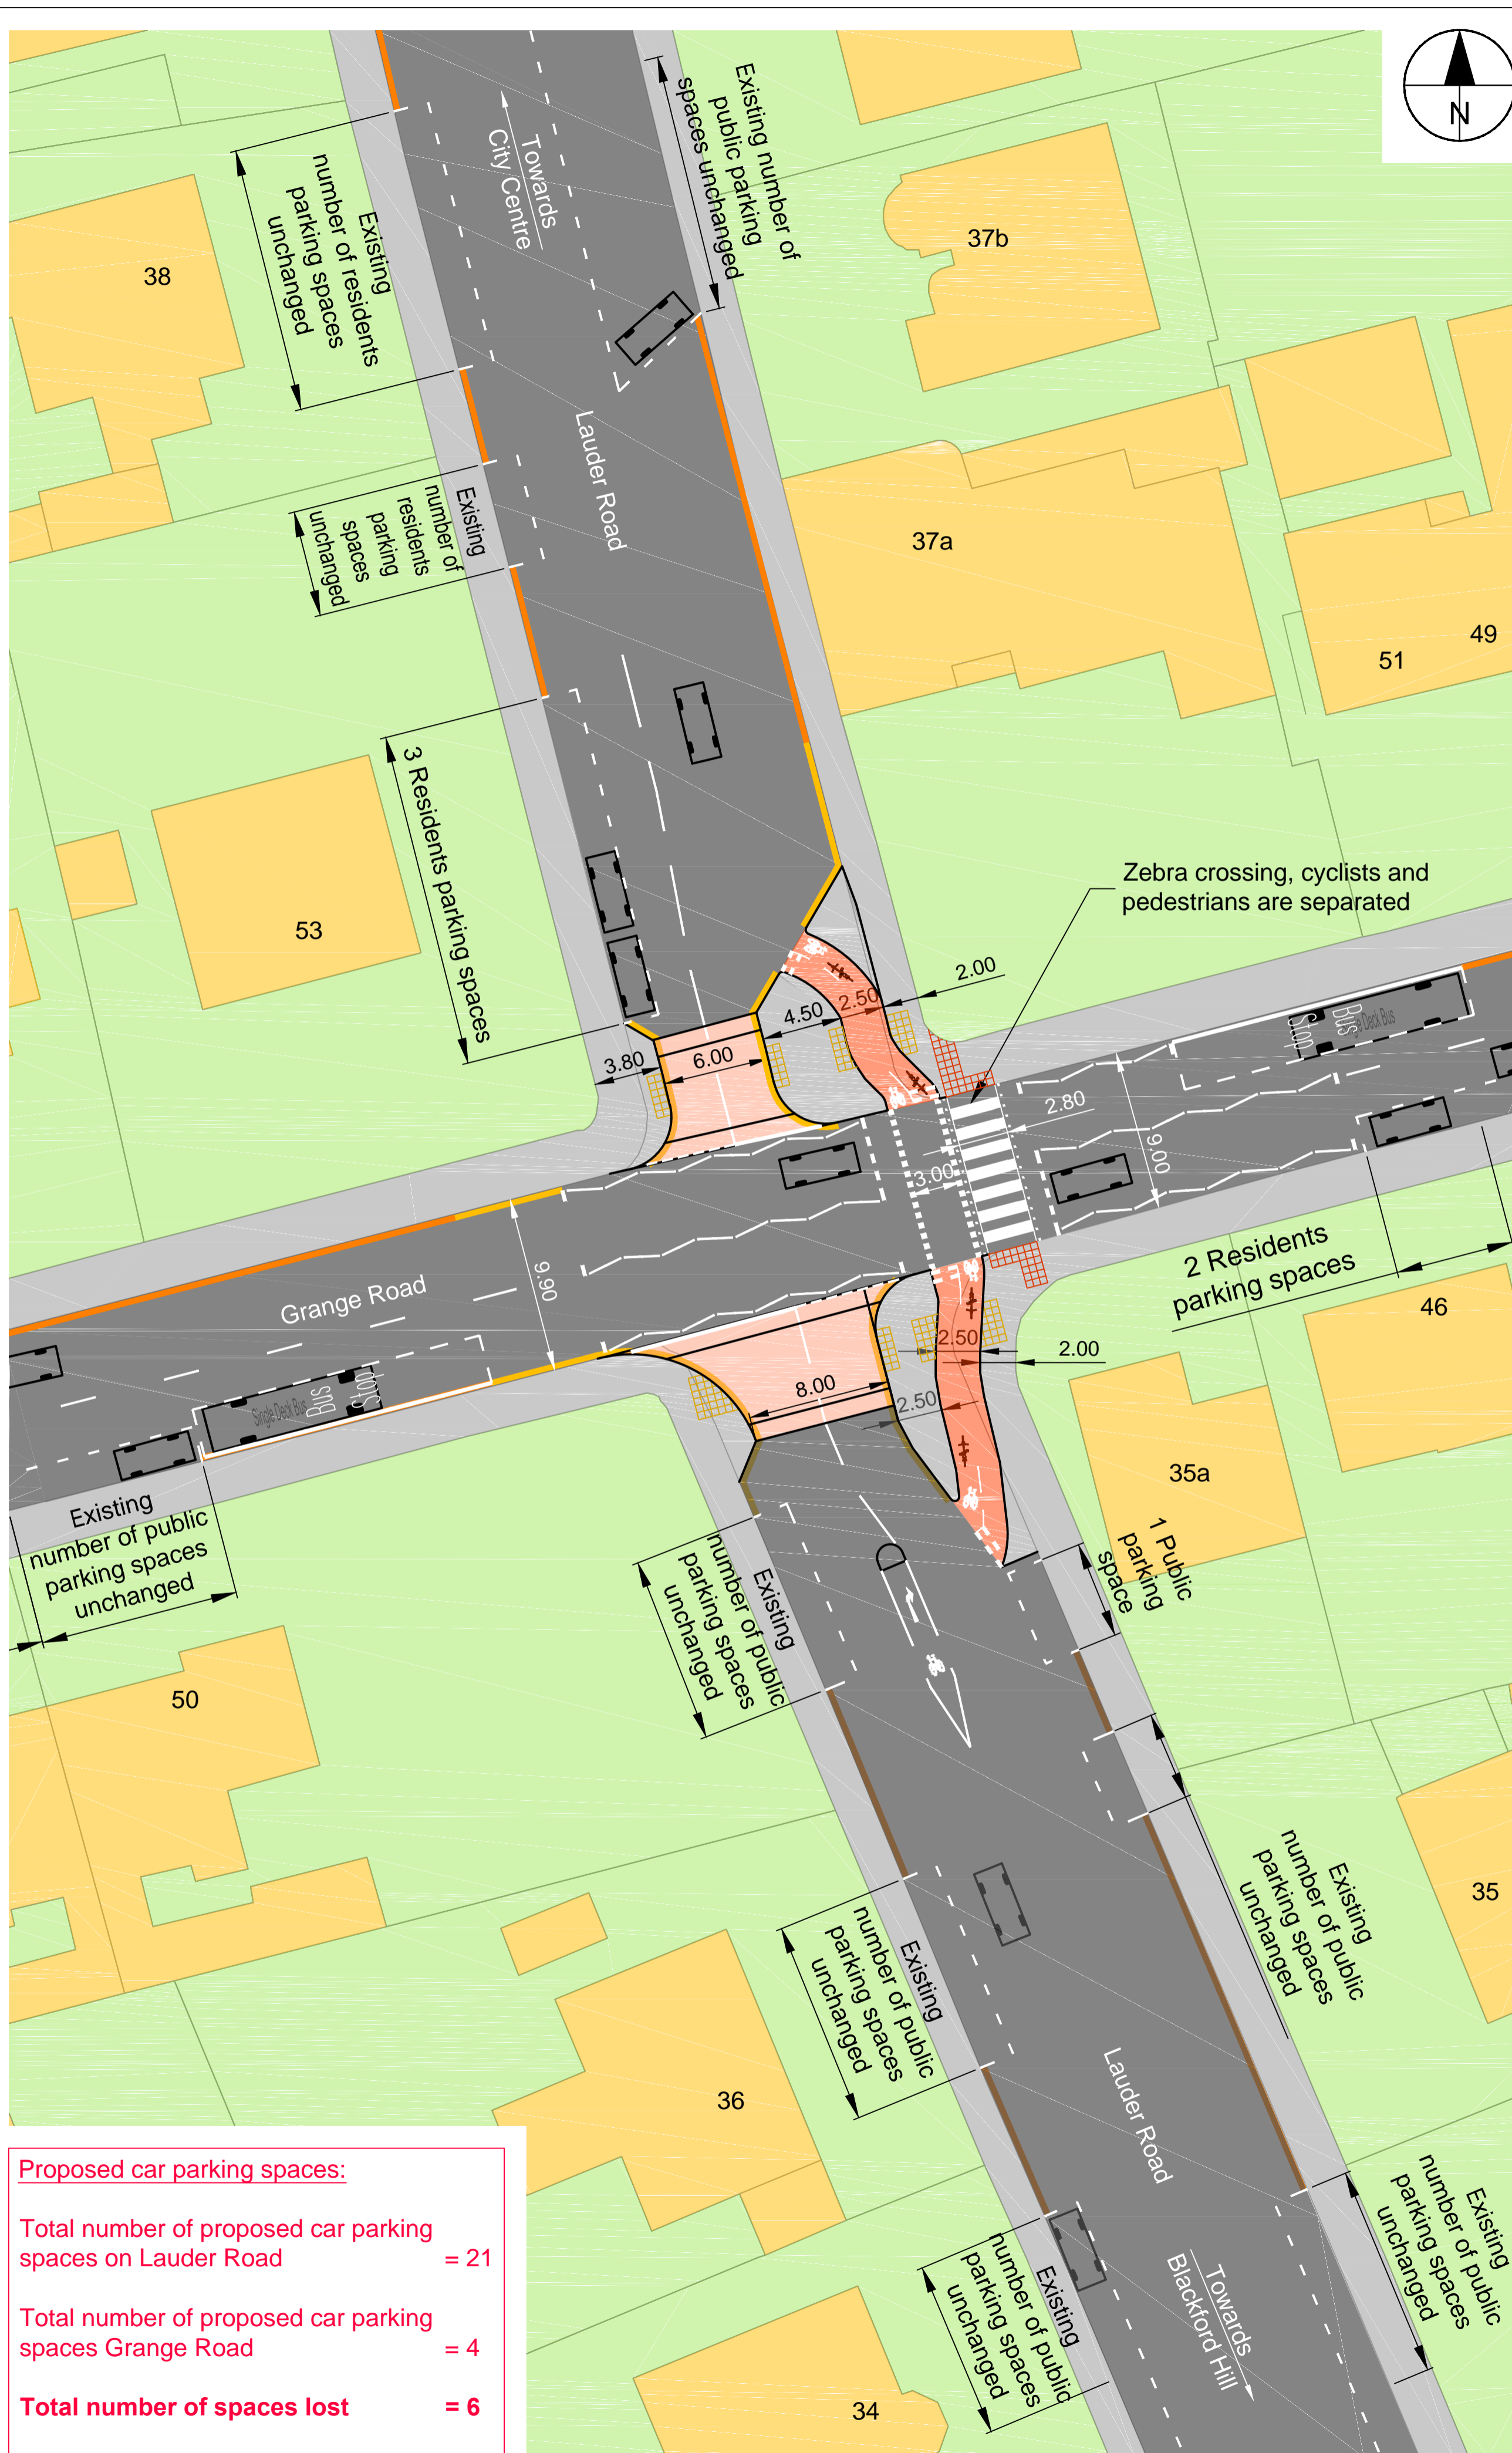 N
Existing number of
public parking
spaces unchanged
Towards
City Centre
Existing
number of residents
parking spaces
unchanged
38
37b
Lauder Road
Existing
number of
residents
parking
spaces
unchanged
37a
49
51
3 Residents parking spaces
53
Zebra crossing, cyclists and
pedestrians are separated
2.00
2.50
4.50
6.00
3.80
Bus
Stop
e Deck Bus
2.80
9.00
3.00
2 Residents
parking spaces
46
9.90
Grange Road
2.50
2.00
8.00
2.50
Bus
Stop
Single Deck Bus
35a
Existing
number of public
parking spaces
unchanged
1 Public
parking
space
Existing
number of public
parking spaces
unchanged
50
Existing
number of public
parking spaces
unchanged
35
Existing
number of public
parking spaces
unchanged
36
Lauder Road
Existing
number of public
parking spaces
unchanged
Existing
number of public
parking spaces
unchanged
Towards
Blackford Hill
34
Proposed car parking spaces:
Total number of proposed car parking
spaces on Lauder Road = 21
Total number of proposed car parking
spaces Grange Road = 4
Total number of spaces lost = 6